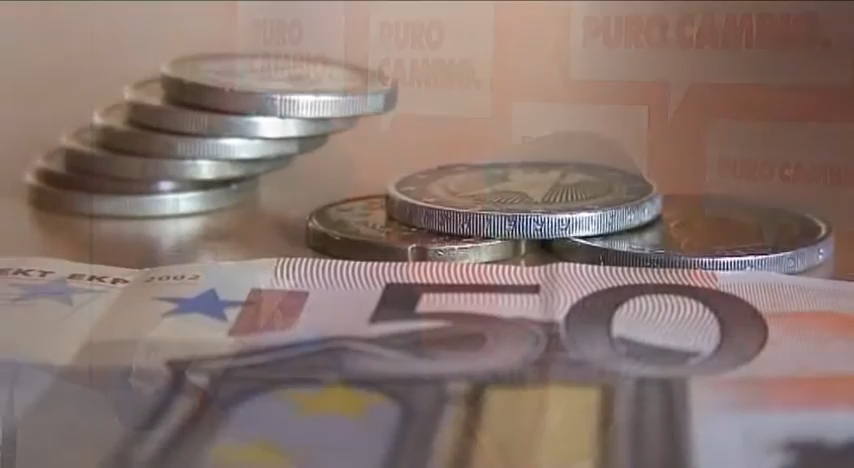 PURO
CAMBIO.
PURO
CAMBIO.
PURO CAMBIO.
PURO CAMBIO
EKT EKP 2002
50